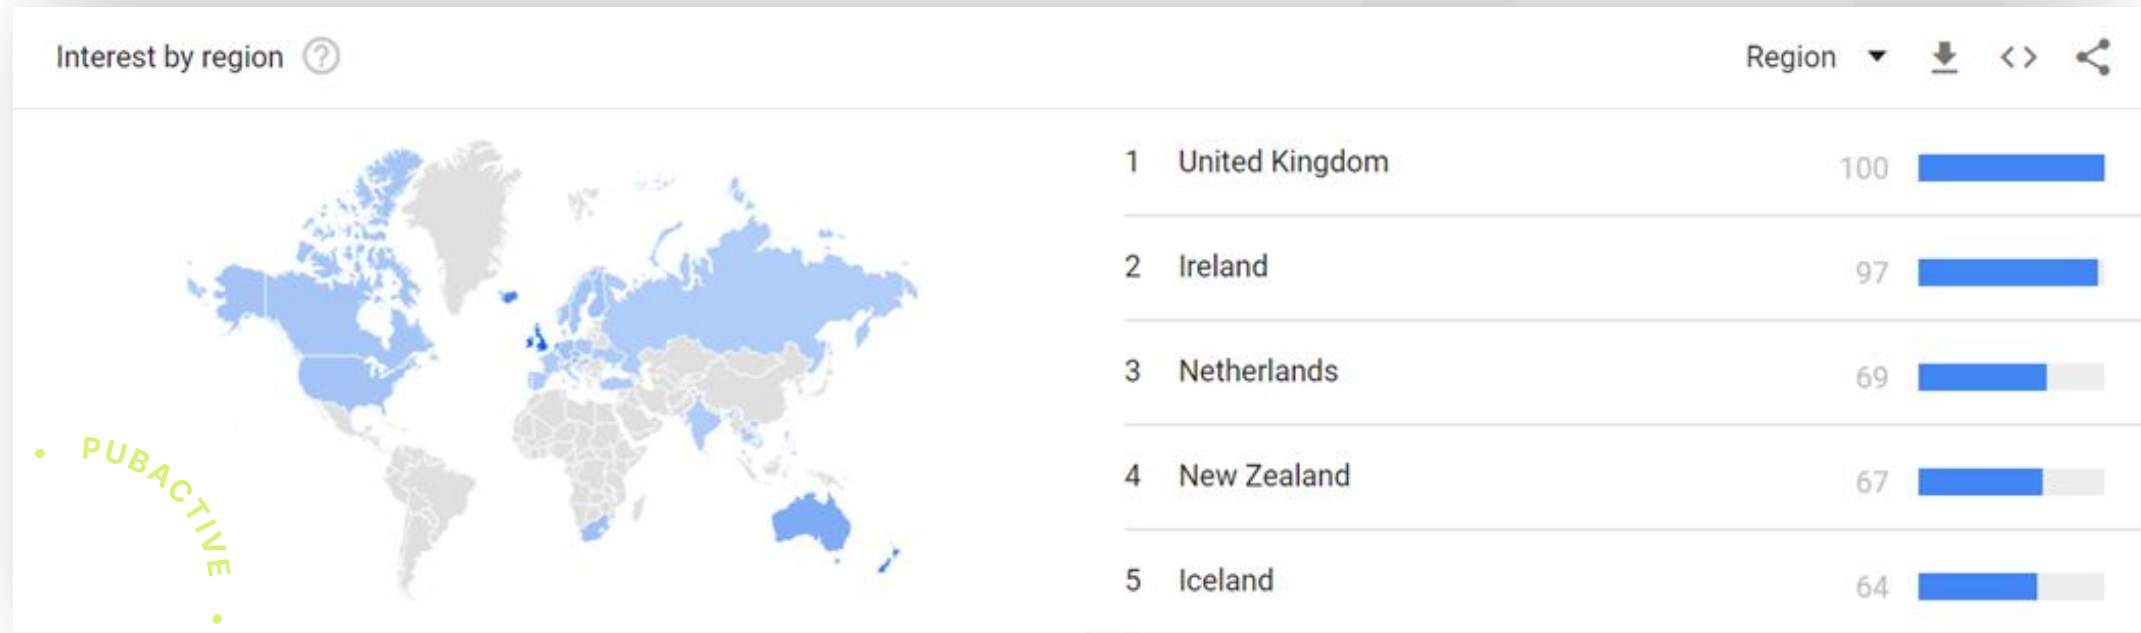 Interest by region ?
Region
1 United Kingdom 100
2 Ireland 97
3 Netherlands 69
4 New Zealand 67
5 Iceland 64
• PUBACTIVE •